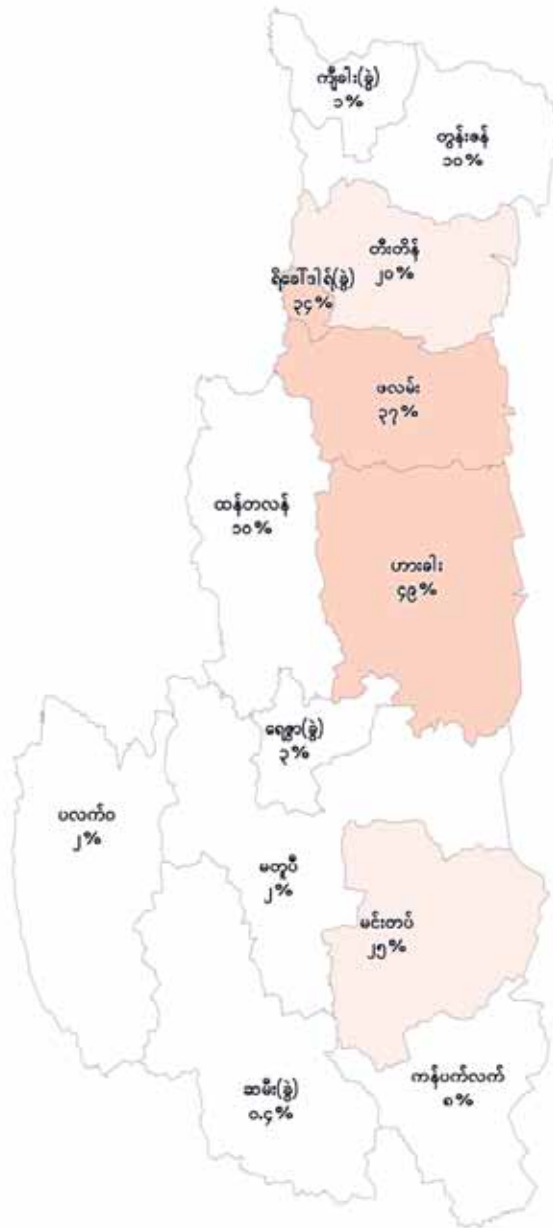 ကျီခါး(ခွဲ)
၁%
တွန်းဇန်
၁၀%
တီးတိန်
၂၀%
ရိခေါ်ဒါရ်(ခွဲ)
၃၄%
ဖလမ်း
၃၇%
ထန်တလန်
၁၀%
ဟားခါး
၄၉%
ရေဇွာ(ခွဲ)
၃%
ပလက်ဝ
၂%
မတူပီ
၂%
မင်းတပ်
၂၅%
ကန်ပက်လက်
၈%
ဆမီး(ခွဲ)
၀.၄%